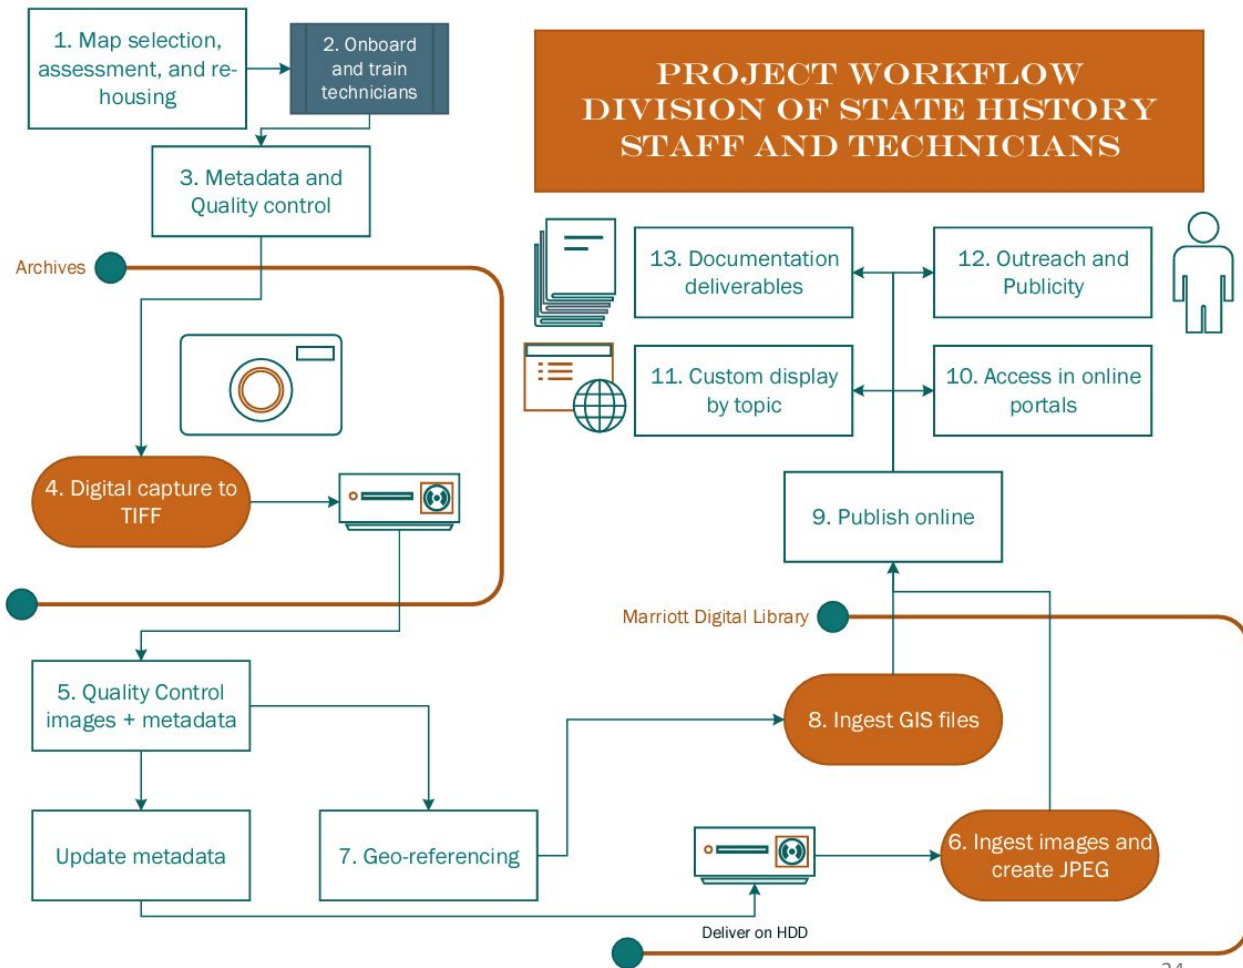 1. Map selection,
assessment, and re-
housing
2. Onboard
and train
technicians
PROJECT WORKFLOW
DIVISION OF STATE HISTORY
STAFF AND TECHNICIANS
3. Metadata and
Quality control
Archives
13. Documentation
deliverables
12. Outreach and
Publicity
11. Custom display
by topic
10. Access in online
portals
4. Digital capture to
TIFF
9. Publish online
Marriott Digital Library
5. Quality Control
images + metadata
8. Ingest GIS files
Update metadata
7. Geo-referencing
6. Ingest images and
create JPEG
Deliver on HDD